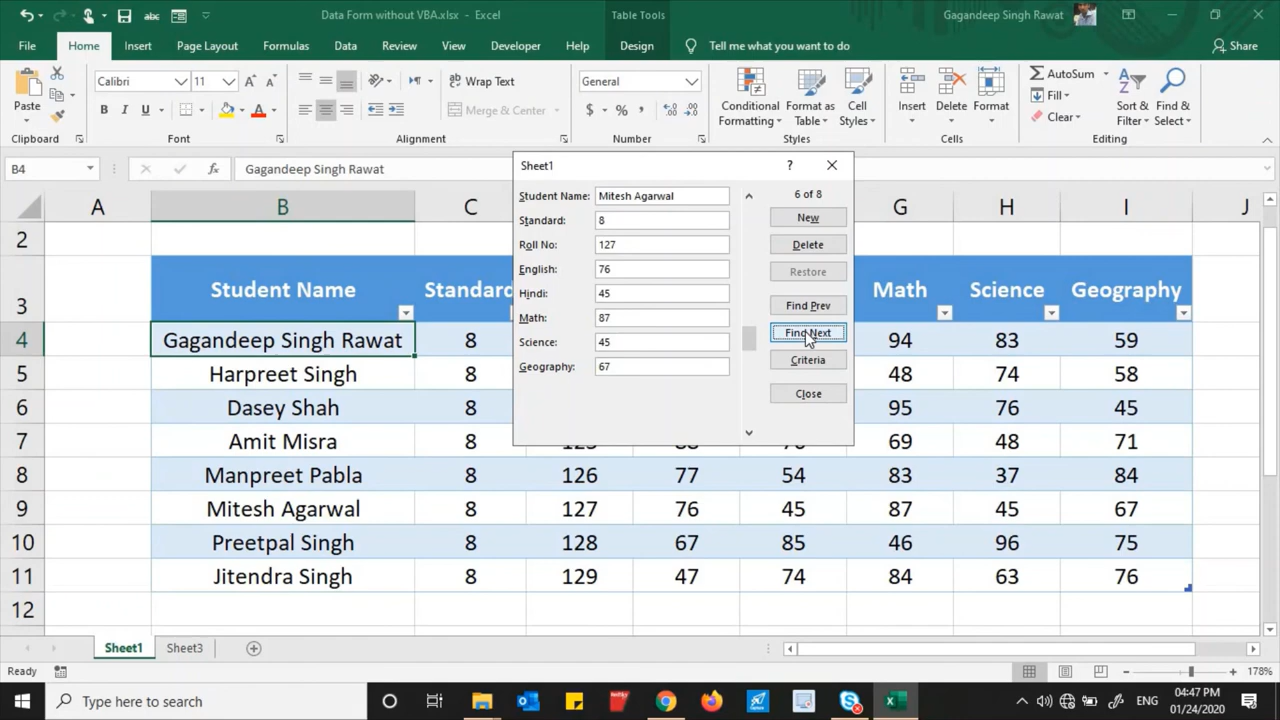 Data Form without VBA.xlsx - Excel
Table Tools
Gagandeep Singh Rawat
File Home Insert Page Layout Formulas Data Review View Developer Help Design Tell me what you want to do Share
Paste
Calibri 11
B I U
Wrap Text
Merge & Center
General
$ % ,
Conditional Formatting
Format as Table
Cell Styles
Insert
Delete
Format
AutoSum
Fill
Clear
Sort & Filter
Find & Select
Clipboard Font Alignment Number Styles Cells Editing
B4 fx Gagandeep Singh Rawat
Sheet1 ?
Student Name: Mitesh Agarwal
Standard: 8
Roll No: 127
English: 76
Hindi: 45
Math: 87
Science: 45
Geography: 67
6 of 8
New
Delete
Restore
Find Prev
Find Next
Criteria
Close
A B C G H I J
2
3 Student Name Standard Math Science Geography
4 Gagandeep Singh Rawat 8 94 83 59
5 Harpreet Singh 8 48 74 58
6 Dasey Shah 8 95 76 45
7 Amit Misra 8 69 48 71
8 Manpreet Pabla 8 126 77 54 83 37 84
9 Mitesh Agarwal 8 127 76 45 87 45 67
10 Preetpal Singh 8 128 67 85 46 96 75
11 Jitendra Singh 8 129 47 74 84 63 76
12
Sheet1 Sheet3
Ready 178%
Type here to search
ENG
04:47 PM
01/24/2020